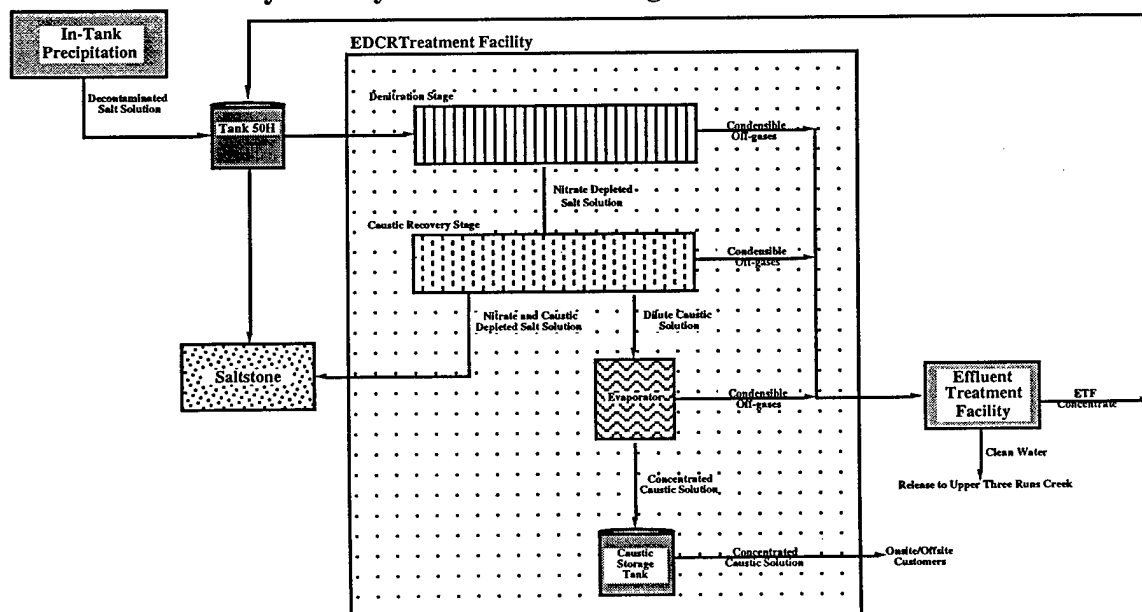 In-Tank
Precipitation
Decontaminated
Salt Solution
Tank 50H
EDCRTreatment Facility
Denitration Stage
Condensible
Off-gases
Nitrate Depleted
Salt Solution
Caustic Recovery Stage
Condensible
Off-gases
Nitrate and Caustic
Depleted Salt Solution
Dilute Caustic
Solution
Saltstone
Evaporator
Condensible
Off-gases
Effluent
Treatment
Facility
ETF
Concentrate
Clean Water
Release to Upper Three Runs Creek
Concentrated
Caustic Solution
Caustic
Storage
Tank
Concentrated
Caustic Solution
Onsite/Offsite
Customers